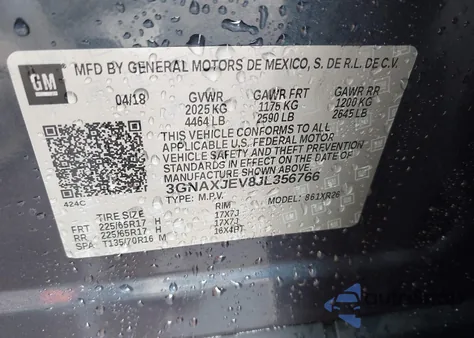 GM
MFD BY GENERAL MOTORS DE MEXICO, S. DE R.L. DE C.V.
04/18 GVWR GAWR FRT GAWR RR
2025 KG 1175 KG 1200 KG
4464 LB 2590 LB 2645 LB
THIS VEHICLE CONFORMS TO ALL
APPLICABLE U.S. FEDERAL MOTOR
VEHICLE SAFETY AND THEFT
PREVENTION STANDARDS IN EFFECT ON
THE DATE OF MANUFACTURE SHOWN ABOVE.
3GNAXJEV8JL356766
424C TYPE: M.P.V. MODEL: 861XR26
TIRE SIZE RIM
FRT 225/65R17 H 17X7J
RR 225/65R17 H 17X7J
SPA T135/70R16 M 16X4BT